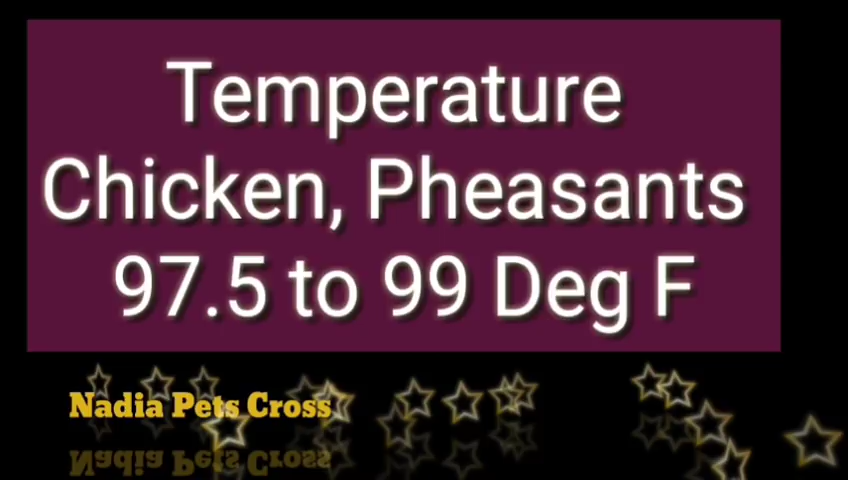 Temperature
Chicken, Pheasants
97.5 to 99 Deg F
Nadia Pets Cross